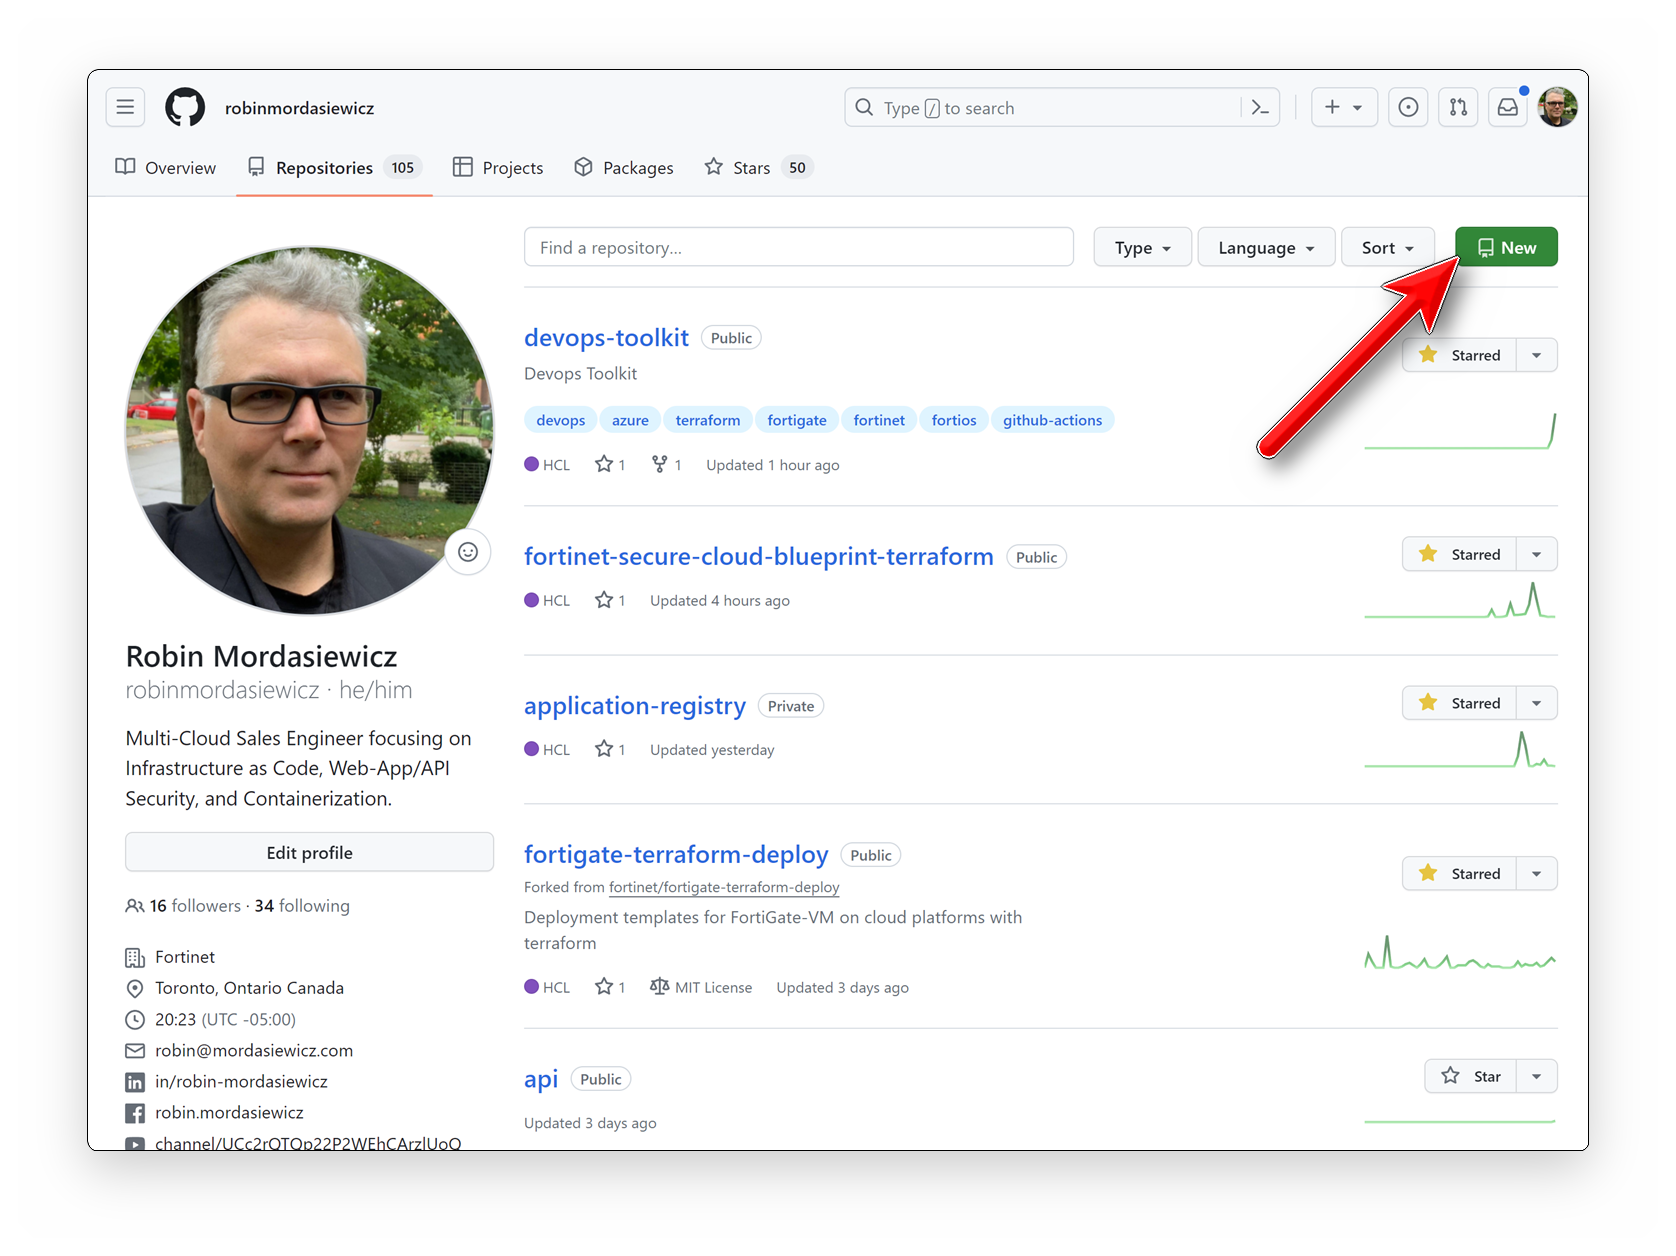 robinmordasiewicz
Type / to search
Overview
Repositories 105
Projects
Packages
Stars 50
Find a repository...
Type
Language
Sort
New
devops-toolkit Public
Starred
Devops Toolkit
devops azure terraform fortigate fortinet fortios github-actions
HCL 1 1 Updated 1 hour ago
fortinet-secure-cloud-blueprint-terraform Public
Starred
HCL 1 Updated 4 hours ago
application-registry Private
Starred
HCL 1 Updated yesterday
fortigate-terraform-deploy Public
Starred
Forked from fortinet/fortigate-terraform-deploy
Deployment templates for FortiGate-VM on cloud platforms with
terraform
HCL 1 MIT License Updated 3 days ago
api Public
Star
Updated 3 days ago
Robin Mordasiewicz
robinmordasiewicz · he/him
Multi-Cloud Sales Engineer focusing on
Infrastructure as Code, Web-App/API
Security, and Containerization.
Edit profile
16 followers · 34 following
Fortinet
Toronto, Ontario Canada
20:23 (UTC -05:00)
robin@mordasiewicz.com
in/robin-mordasiewicz
robin.mordasiewicz
channel/UCc2rQTQp22P2WEhCArzlUoQ